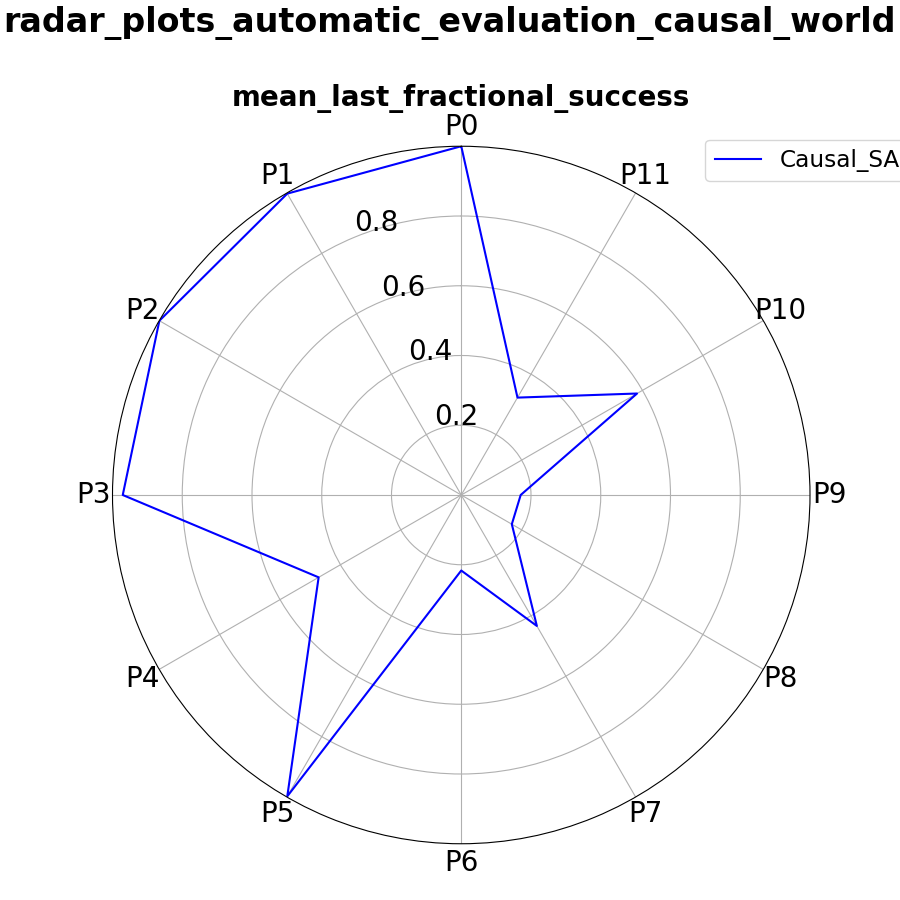 radar_plots_automatic_evaluation_causal_world
mean_last_fractional_success
P0
P1
P11
Causal_SA
0.8
P2
P10
0.6
0.4
0.2
P3
P9
P4
P8
P5
P7
P6